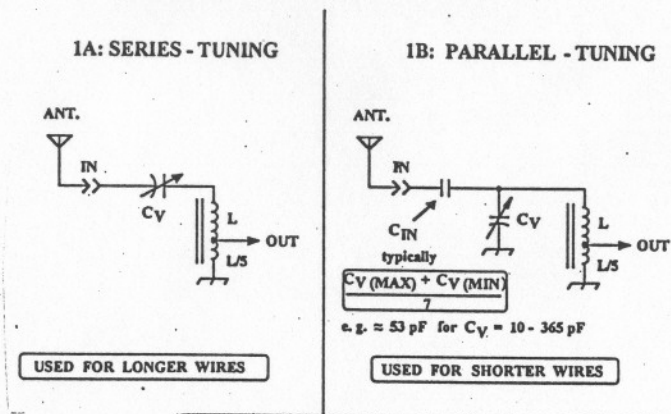 1A: SERIES - TUNING
ANT.
IN
CV
L
OUT
L/5
USED FOR LONGER WIRES
1B: PARALLEL - TUNING
ANT.
IN
CIN
CV
L
OUT
L/5
typically
CV (MAX) + CV (MIN)
7
e. g. ≈ 53 pF for CV = 10 - 365 pF
USED FOR SHORTER WIRES